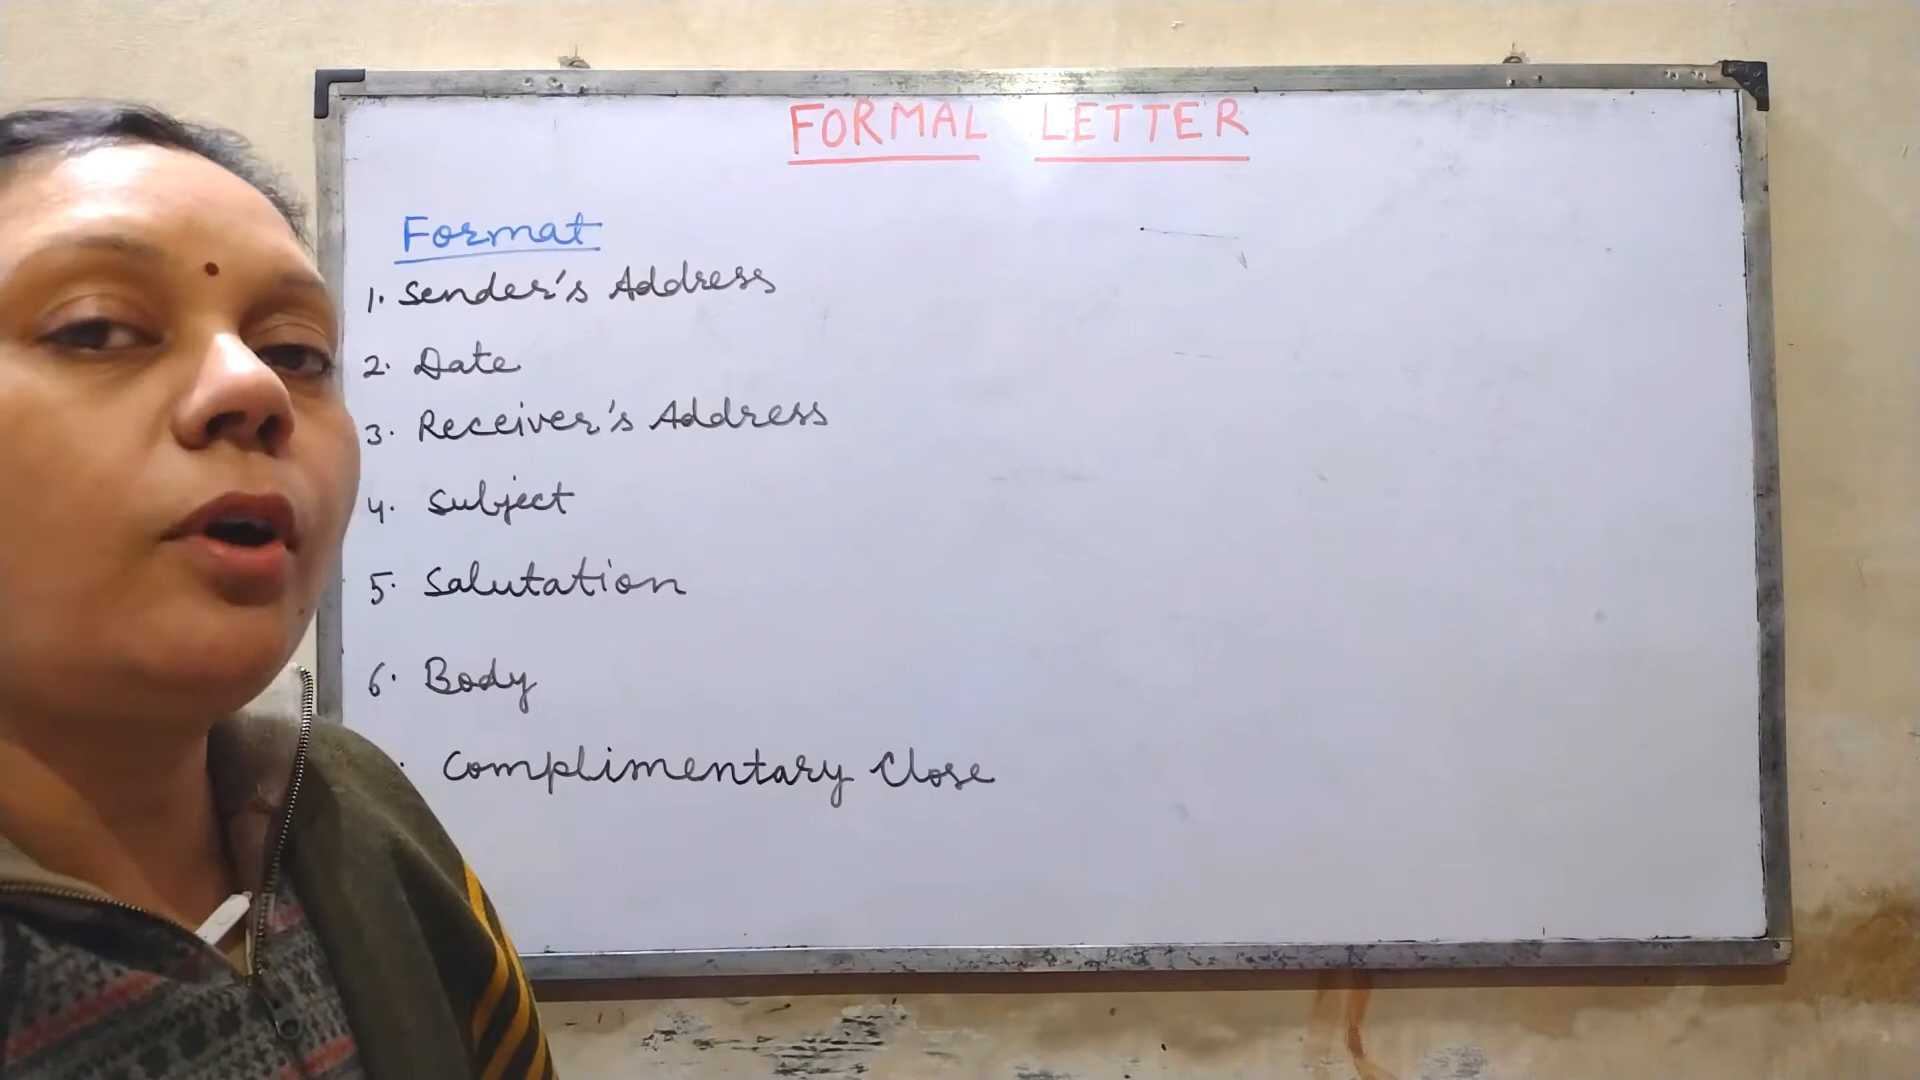 FORMAL LETTER
Format
1. Sender's Address
2. Date
3. Receiver's Address
4. Subject
5. Salutation
6. Body
. Complimentary Close